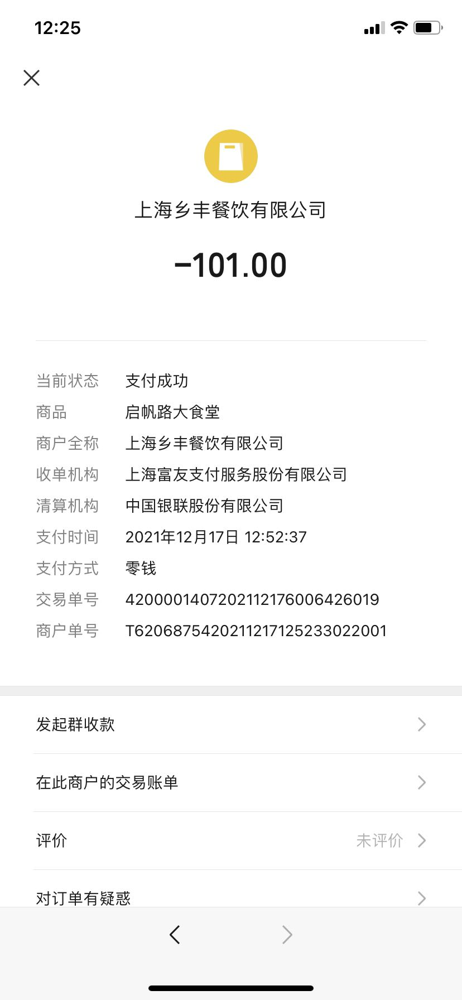 12:25
上海乡丰餐饮有限公司
-101.00
当前状态 支付成功
商品 启帆路大食堂
商户全称 上海乡丰餐饮有限公司
收单机构 上海富友支付服务股份有限公司
清算机构 中国银联股份有限公司
支付时间 2021年12月17日 12:52:37
支付方式 零钱
交易单号 4200001407202112176006426019
商户单号 T6206875420211217125233022001
发起群收款
在此商户的交易账单
评价 未评价
对订单有疑惑